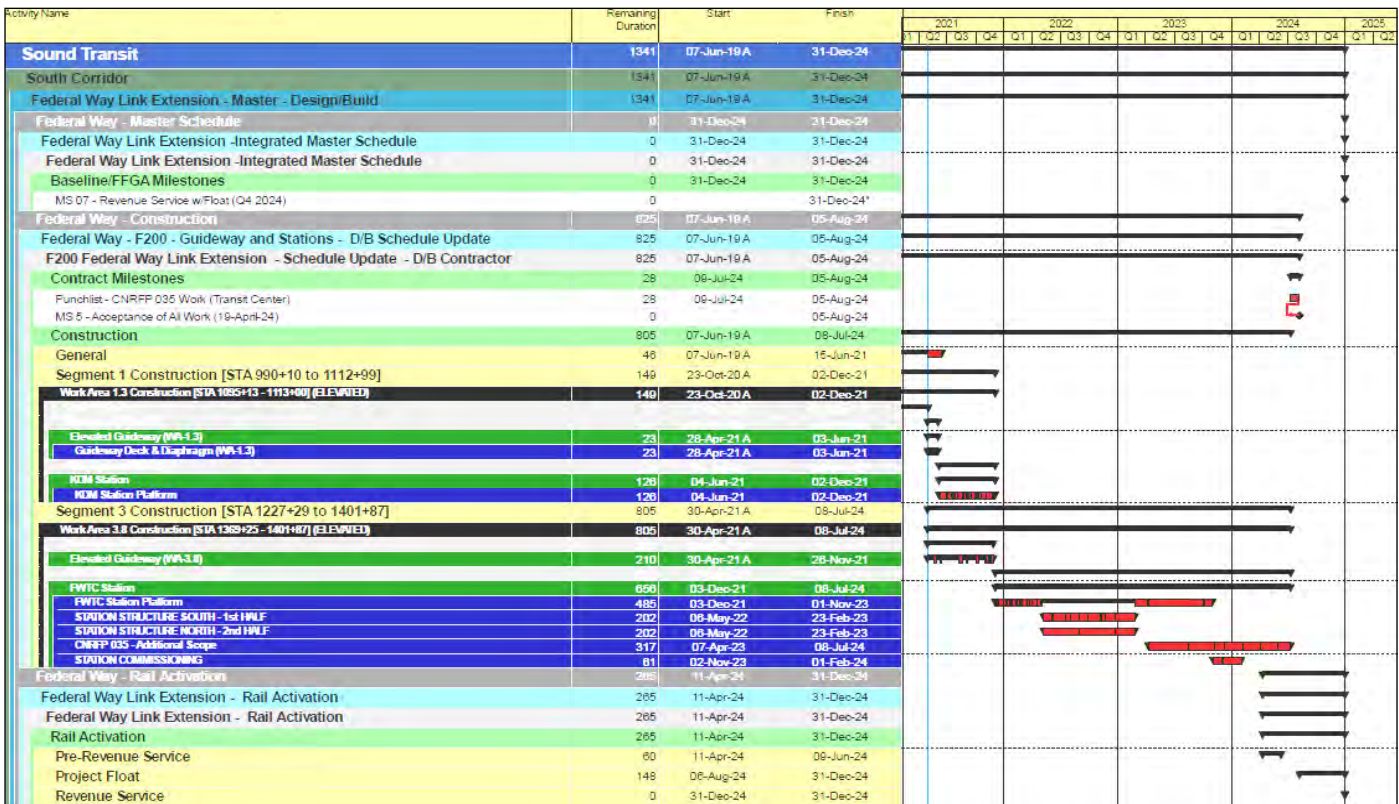 Activity Name Remaining Duration Start Finish 2021 2022 2023 2024 2025
Q1 Q2 Q3 Q4 Q1 Q2 Q3 Q4 Q1 Q2 Q3 Q4 Q1 Q2 Q3 Q4 Q1 Q2
Sound Transit 1341 07-Jun-19 A 31-Dec-24
South Corridor 1341 07-Jun-19 A 31-Dec-24
Federal Way Link Extension - Master - Design/Build 1341 07-Jun-19 A 31-Dec-24
Federal Way - Master Schedule 0 31-Dec-24 31-Dec-24
Federal Way Link Extension -Integrated Master Schedule 0 31-Dec-24 31-Dec-24
Federal Way Link Extension -Integrated Master Schedule 0 31-Dec-24 31-Dec-24
Baseline/FFGA Milestones 0 31-Dec-24 31-Dec-24
MS 07 - Revenue Service w/Float (Q4 2024) 0 31-Dec-24*
Federal Way - Construction 825 07-Jun-19 A 05-Aug-24
Federal Way - F200 - Guideway and Stations - D/B Schedule Update 825 07-Jun-19 A 05-Aug-24
F200 Federal Way Link Extension - Schedule Update - D/B Contractor 825 07-Jun-19 A 05-Aug-24
Contract Milestones 28 09-Jul-24 05-Aug-24
Punchlist - CNRFP 035 Work (Transit Center) 28 09-Jul-24 05-Aug-24
MS 5 - Acceptance of All Work (19-April-24) 0 05-Aug-24
Construction 805 07-Jun-19 A 08-Jul-24
General 46 07-Jun-19 A 15-Jun-21
Segment 1 Construction [STA 990+10 to 1112+99] 149 23-Oct-20 A 02-Dec-21
Work Area 1.3 Construction [STA 1095+13 - 1113+00] (ELEVATED) 149 23-Oct-20 A 02-Dec-21
Elevated Guideway (WA-1.3) 23 28-Apr-21 A 03-Jun-21
Guideway Deck & Diaphragm (WA-1.3) 23 28-Apr-21 A 03-Jun-21
KDM Station 126 04-Jun-21 02-Dec-21
KDM Station Platform 126 04-Jun-21 02-Dec-21
Segment 3 Construction [STA 1227+29 to 1401+87] 805 30-Apr-21 A 08-Jul-24
Work Area 3.8 Construction [STA 1369+25 - 1401+87] (ELEVATED) 805 30-Apr-21 A 08-Jul-24
Elevated Guideway (WA-3.8) 210 30-Apr-21 A 26-Nov-21
FWTC Station 656 03-Dec-21 08-Jul-24
FWTC Station Platform 485 03-Dec-21 01-Nov-23
STATION STRUCTURE SOUTH - 1st HALF 202 06-May-22 23-Feb-23
STATION STRUCTURE NORTH - 2nd HALF 202 06-May-22 23-Feb-23
CNRFP 035 - Additional Scope 317 07-Apr-23 08-Jul-24
STATION COMMISSIONING 61 02-Nov-23 01-Feb-24
Federal Way - Rail Activation 265 11-Apr-24 31-Dec-24
Federal Way Link Extension - Rail Activation 265 11-Apr-24 31-Dec-24
Federal Way Link Extension - Rail Activation 265 11-Apr-24 31-Dec-24
Rail Activation 265 11-Apr-24 31-Dec-24
Pre-Revenue Service 60 11-Apr-24 09-Jun-24
Project Float 148 06-Aug-24 31-Dec-24
Revenue Service 0 31-Dec-24 31-Dec-24